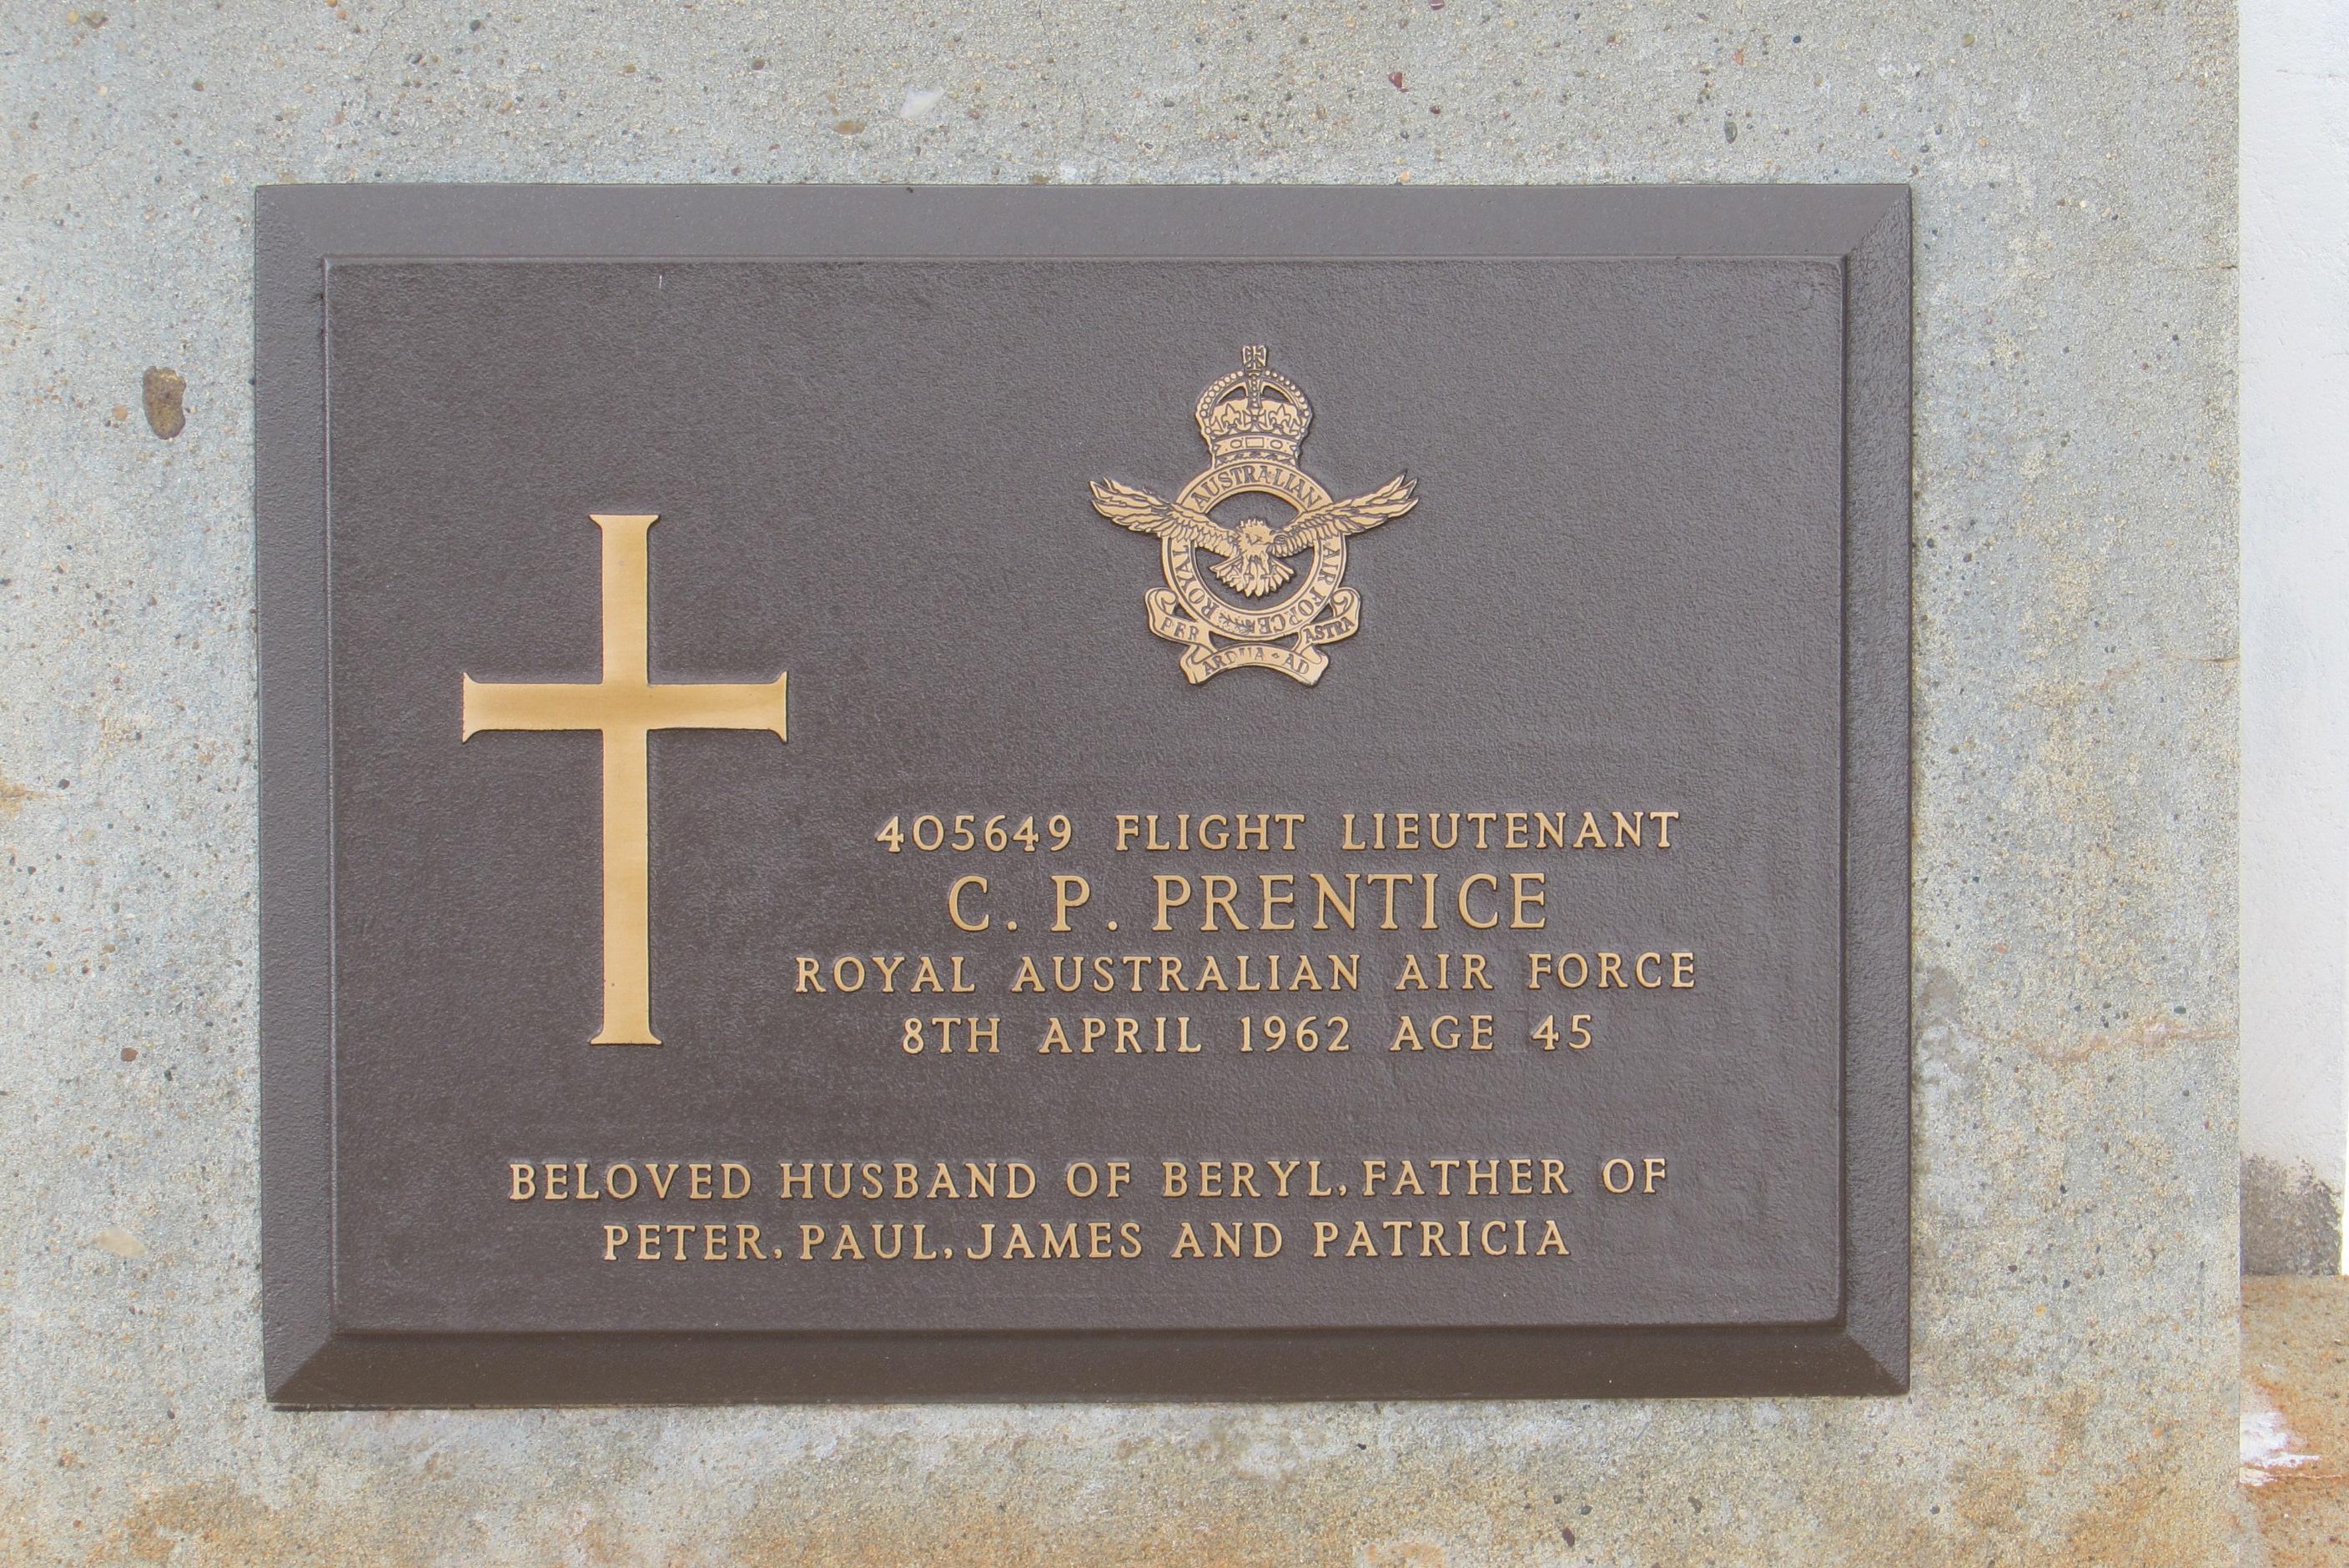 AUSTRALIAN
ROYAL AIR FORCE
PER ARDUA · AD ASTRA
405649 FLIGHT LIEUTENANT
C. P. PRENTICE
ROYAL AUSTRALIAN AIR FORCE
8TH APRIL 1962 AGE 45
BELOVED HUSBAND OF BERYL, FATHER OF
PETER, PAUL, JAMES AND PATRICIA